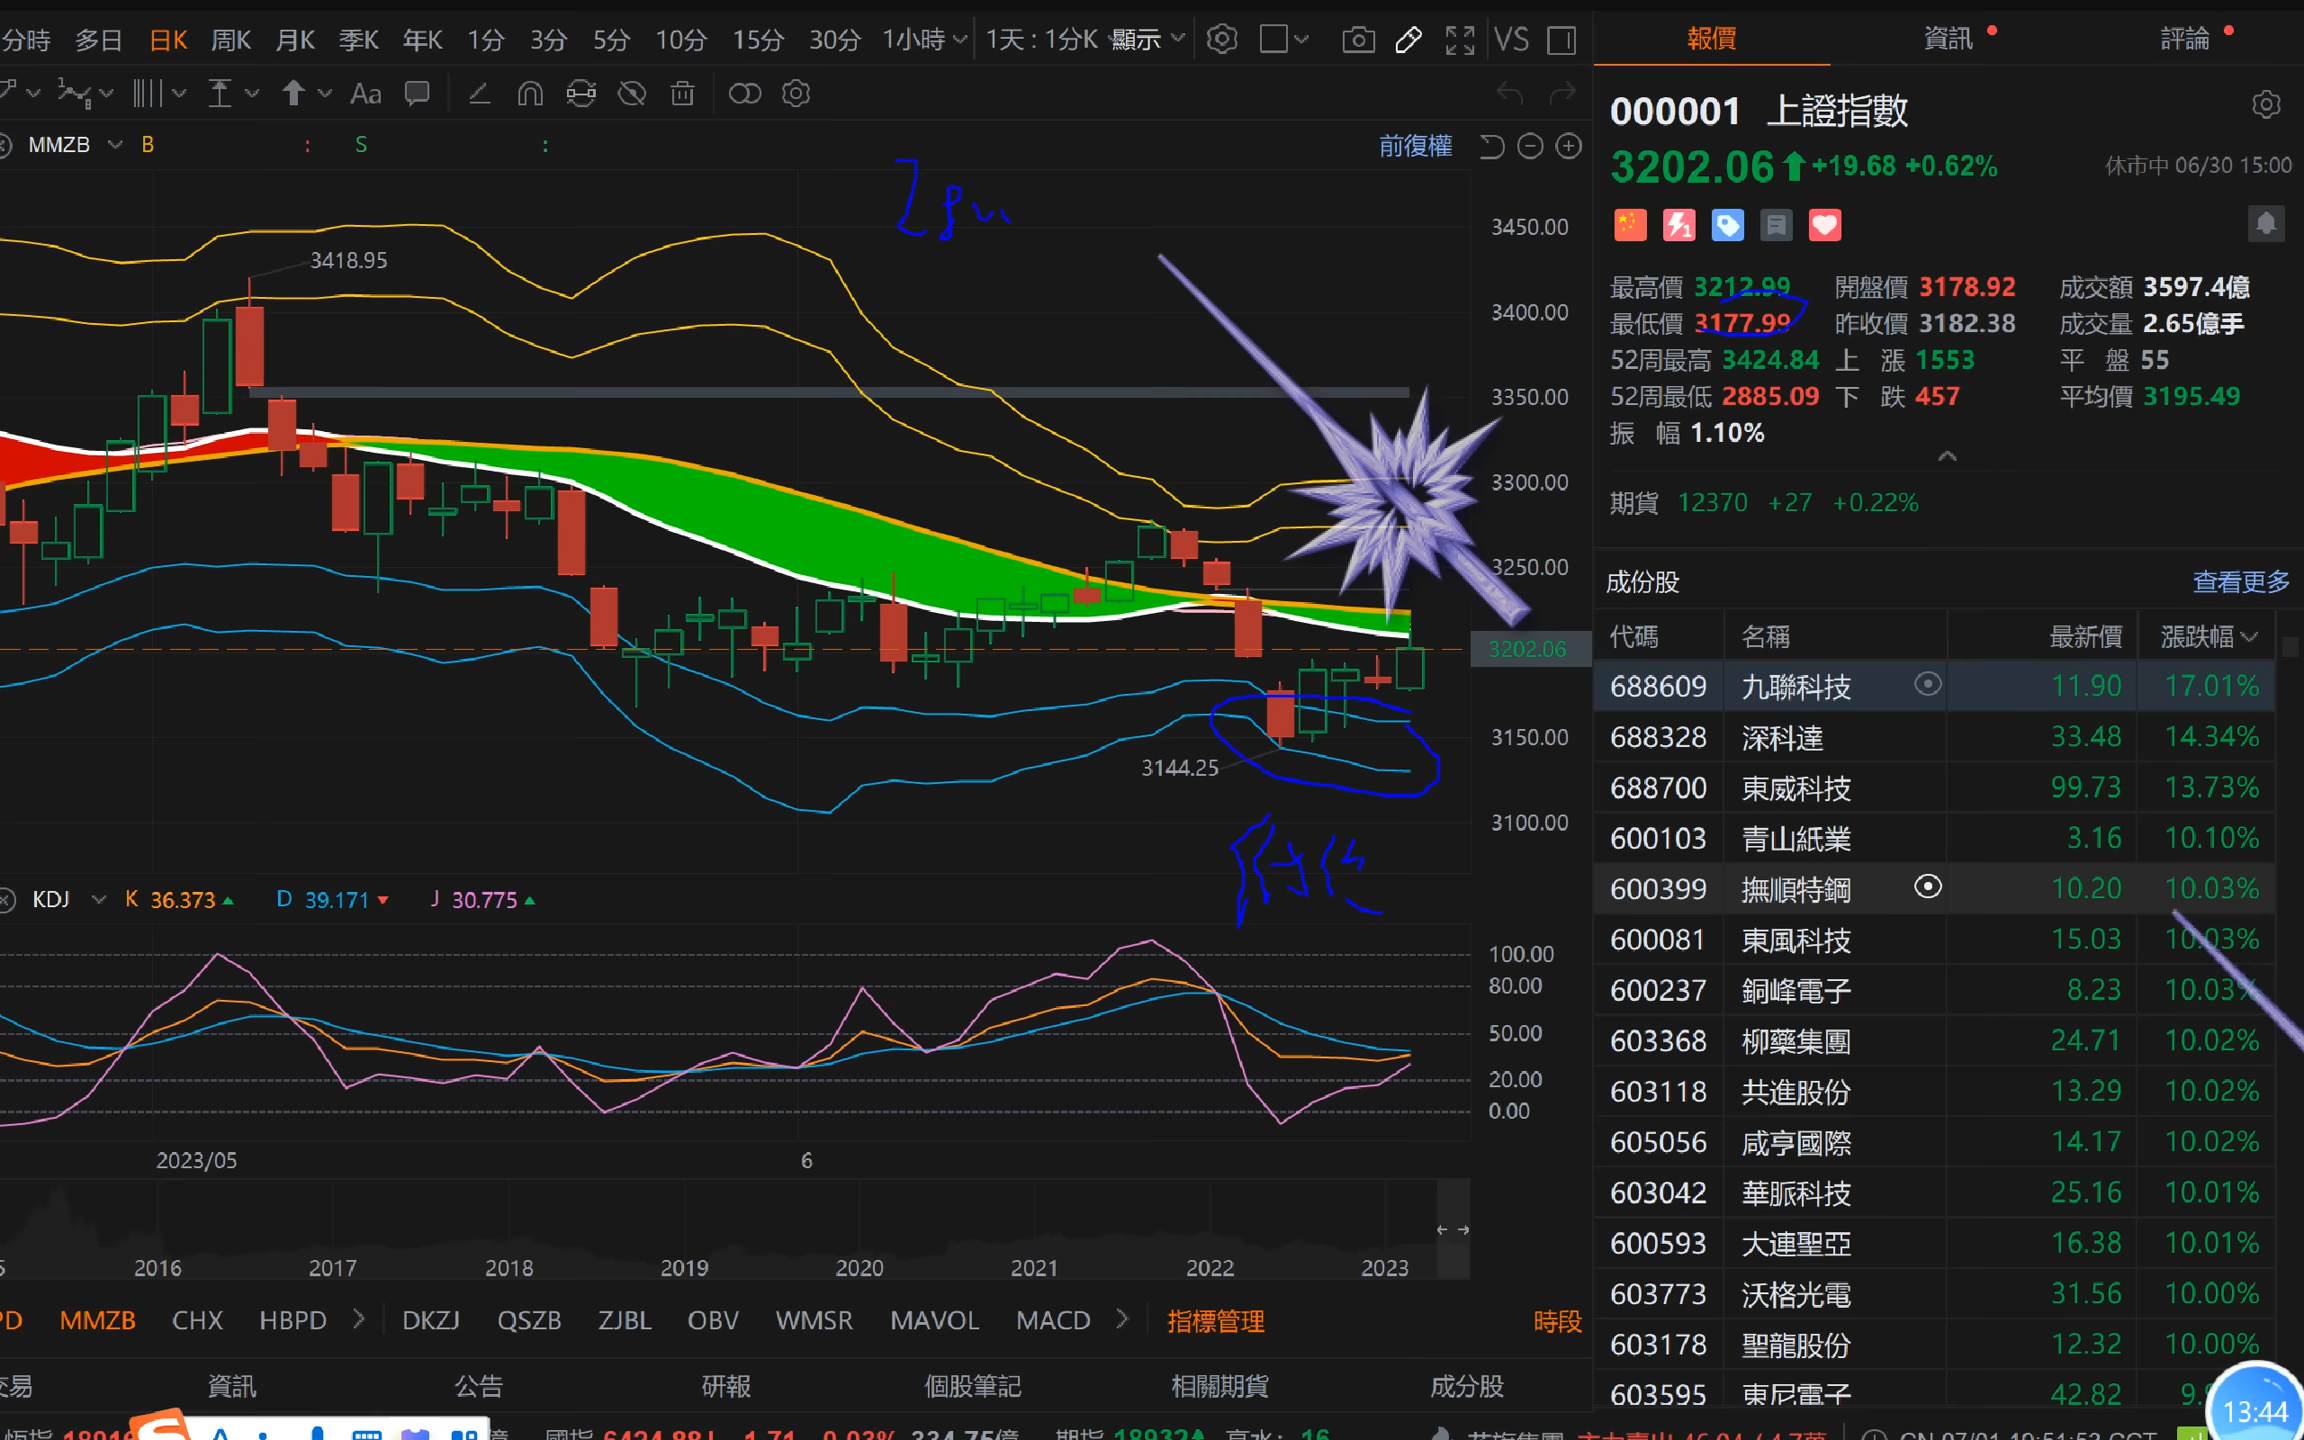 分時 多日 日K 周K 月K 季K 年K 1分 3分 5分 10分 15分 30分 1小時 1天:1分K 顯示 VS
Aa
MMZB B : S : 前復權
3418.95
3144.25
3450.00
3400.00
3350.00
3300.00
3250.00
3202.06
3150.00
3100.00
KDJ K 36.373 D 39.171 J 30.775
100.00
80.00
50.00
20.00
0.00
2023/05 6
2016 2017 2018 2019 2020 2021 2022 2023
MMZB CHX HBPD DKZJ QSZB ZJBL OBV WMSR MAVOL MACD 指標管理 時段
交易 資訊 公告 研報 個股筆記 相關期貨 成分股
報價 資訊 評論
000001 上證指數
3202.06 +19.68 +0.62% 休市中 06/30 15:00
最高價 3212.99 開盤價 3178.92 成交額 3597.4億
最低價 3177.99 昨收價 3182.38 成交量 2.65億手
52周最高 3424.84 上漲 1553 平盤 55
52周最低 2885.09 下跌 457 平均價 3195.49
振幅 1.10%
期貨 12370 +27 +0.22%
成份股 查看更多
代碼 名稱 最新價 漲跌幅
688609 九聯科技 11.90 17.01%
688328 深科達 33.48 14.34%
688700 東威科技 99.73 13.73%
600103 青山紙業 3.16 10.10%
600399 撫順特鋼 10.20 10.03%
600081 東風科技 15.03 10.03%
600237 銅峰電子 8.23 10.03%
603368 柳藥集團 24.71 10.02%
603118 共進股份 13.29 10.02%
605056 咸亨國際 14.17 10.02%
603042 華脈科技 25.16 10.01%
600593 大連聖亞 16.38 10.01%
603773 沃格光電 31.56 10.00%
603178 聖龍股份 12.32 10.00%
603595 東尼電子 42.82
13:44